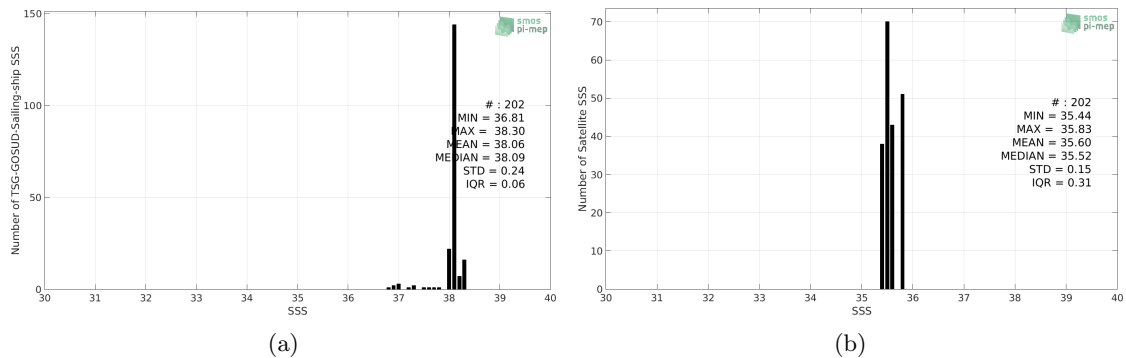 Number of TSG-GOSUD-Sailing-ship SSS
150
100
50
0
30 31 32 33 34 35 36 37 38 39 40
SSS
smos
pi-mep
# : 202
MIN = 36.81
MAX = 38.30
MEAN = 38.06
MEDIAN = 38.09
STD = 0.24
IQR = 0.06
(a)
Number of Satellite SSS
70
60
50
40
30
20
10
0
30 31 32 33 34 35 36 37 38 39 40
SSS
smos
pi-mep
# : 202
MIN = 35.44
MAX = 35.83
MEAN = 35.60
MEDIAN = 35.52
STD = 0.15
IQR = 0.31
(b)